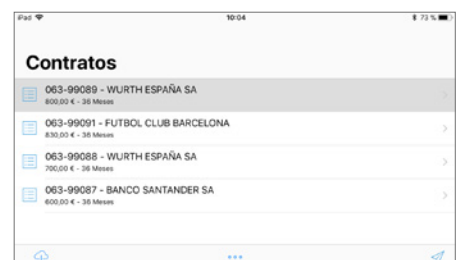 iPad 10:04 73 %
Contratos
063-99089 - WURTH ESPAÑA SA
800,00 € - 36 Meses
063-99091 - FUTBOL CLUB BARCELONA
830,00 € - 36 Meses
063-99088 - WURTH ESPAÑA SA
700,00 € - 36 Meses
063-99087 - BANCO SANTANDER SA
600,00 € - 36 Meses